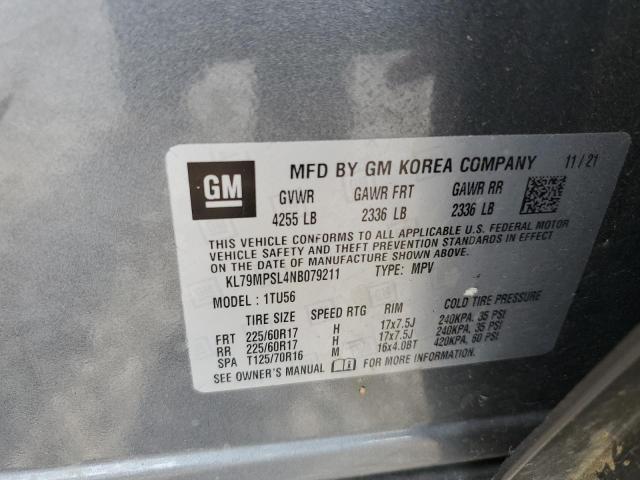 GM
MFD BY GM KOREA COMPANY 11/21
GVWR GAWR FRT GAWR RR
4255 LB 2336 LB 2336 LB
THIS VEHICLE CONFORMS TO ALL APPLICABLE U.S. FEDERAL MOTOR
VEHICLE SAFETY AND THEFT PREVENTION STANDARDS IN EFFECT
ON THE DATE OF MANUFACTURE SHOWN ABOVE.
KL79MPSL4NB079211 TYPE: MPV
MODEL: 1TU56
TIRE SIZE SPEED RTG RIM COLD TIRE PRESSURE
FRT 225/60R17 H 17x7.5J 240KPA, 35 PSI
RR 225/60R17 H 17x7.5J 240KPA, 35 PSI
SPA T125/70R16 M 16x4.0BT 420KPA, 60 PSI
SEE OWNER'S MANUAL i FOR MORE INFORMATION.